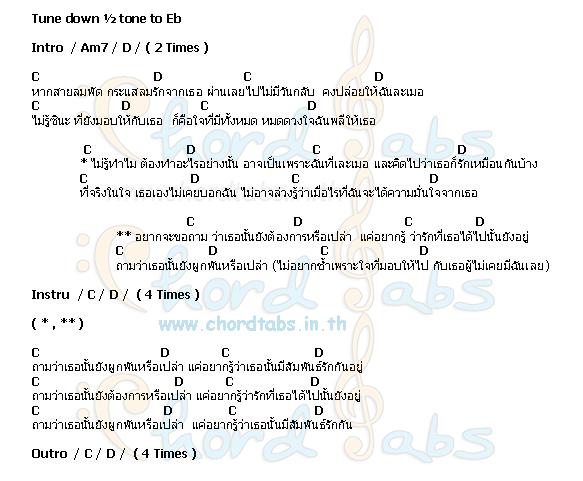 Tune down ½ tone to Eb
Intro / Am7 / D / ( 2 Times )
C D C D
หากสายลมพัด กระแสลมรักจากเธอ ผ่านเลยไปไม่มีวันกลับ คงปล่อยให้ฉันละเมอ
C D C D
ไม่รู้ซินะ ที่ยังมอบให้กับเธอ ก็คือใจที่มีทั้งหมด หมดดวงใจฉันพลีให้เธอ
C D C D
* ไม่รู้ทำไม ต้องทำอะไรอย่างนั้น อาจเป็นเพราะฉันที่เละเมอ และคิดไปว่าเธอก็รักเหมือนกันบ้าง
C D C D
ที่จริงในใจ เธอเองไม่เคยบอกฉัน ไม่อาจล่วงรู้ว่าเมื่อไรที่ฉันจะได้ความมั่นใจจากเธอ
C D C D
** อยากจะขอถาม ว่าเธอนั้นยังต้องการหรือเปล่า แค่อยากรู้ ว่ารักที่เธอได้ไปนั้นยังอยู่
C D C D
ถามว่าเธอนั้นยังผูกพันหรือเปล่า (ไม่อยากช้ำเพราะใจที่มอบให้ไป กับเธอผู้ไม่เคยมีฉันเลย)
Instru / C / D / ( 4 Times )
( * , ** )
www.chordtabs.in.th
C D C D
ถามว่าเธอนั้นยังผูกพันหรือเปล่า แค่อยากรู้ว่าเธอนั้นมีสัมพันธ์รักกันอยู่
C D C D
ถามว่าเธอนั้นยังต้องการหรือเปล่า แค่อยากรู้ว่ารักที่เธอได้ไปนั้นยังอยู่
C D C D
ถามว่าเธอนั้นยังผูกพันหรือเปล่า แค่อยากรู้ว่าเธอนั้นมีสัมพันธ์รักกัน
Outro / C / D / ( 4 Times )